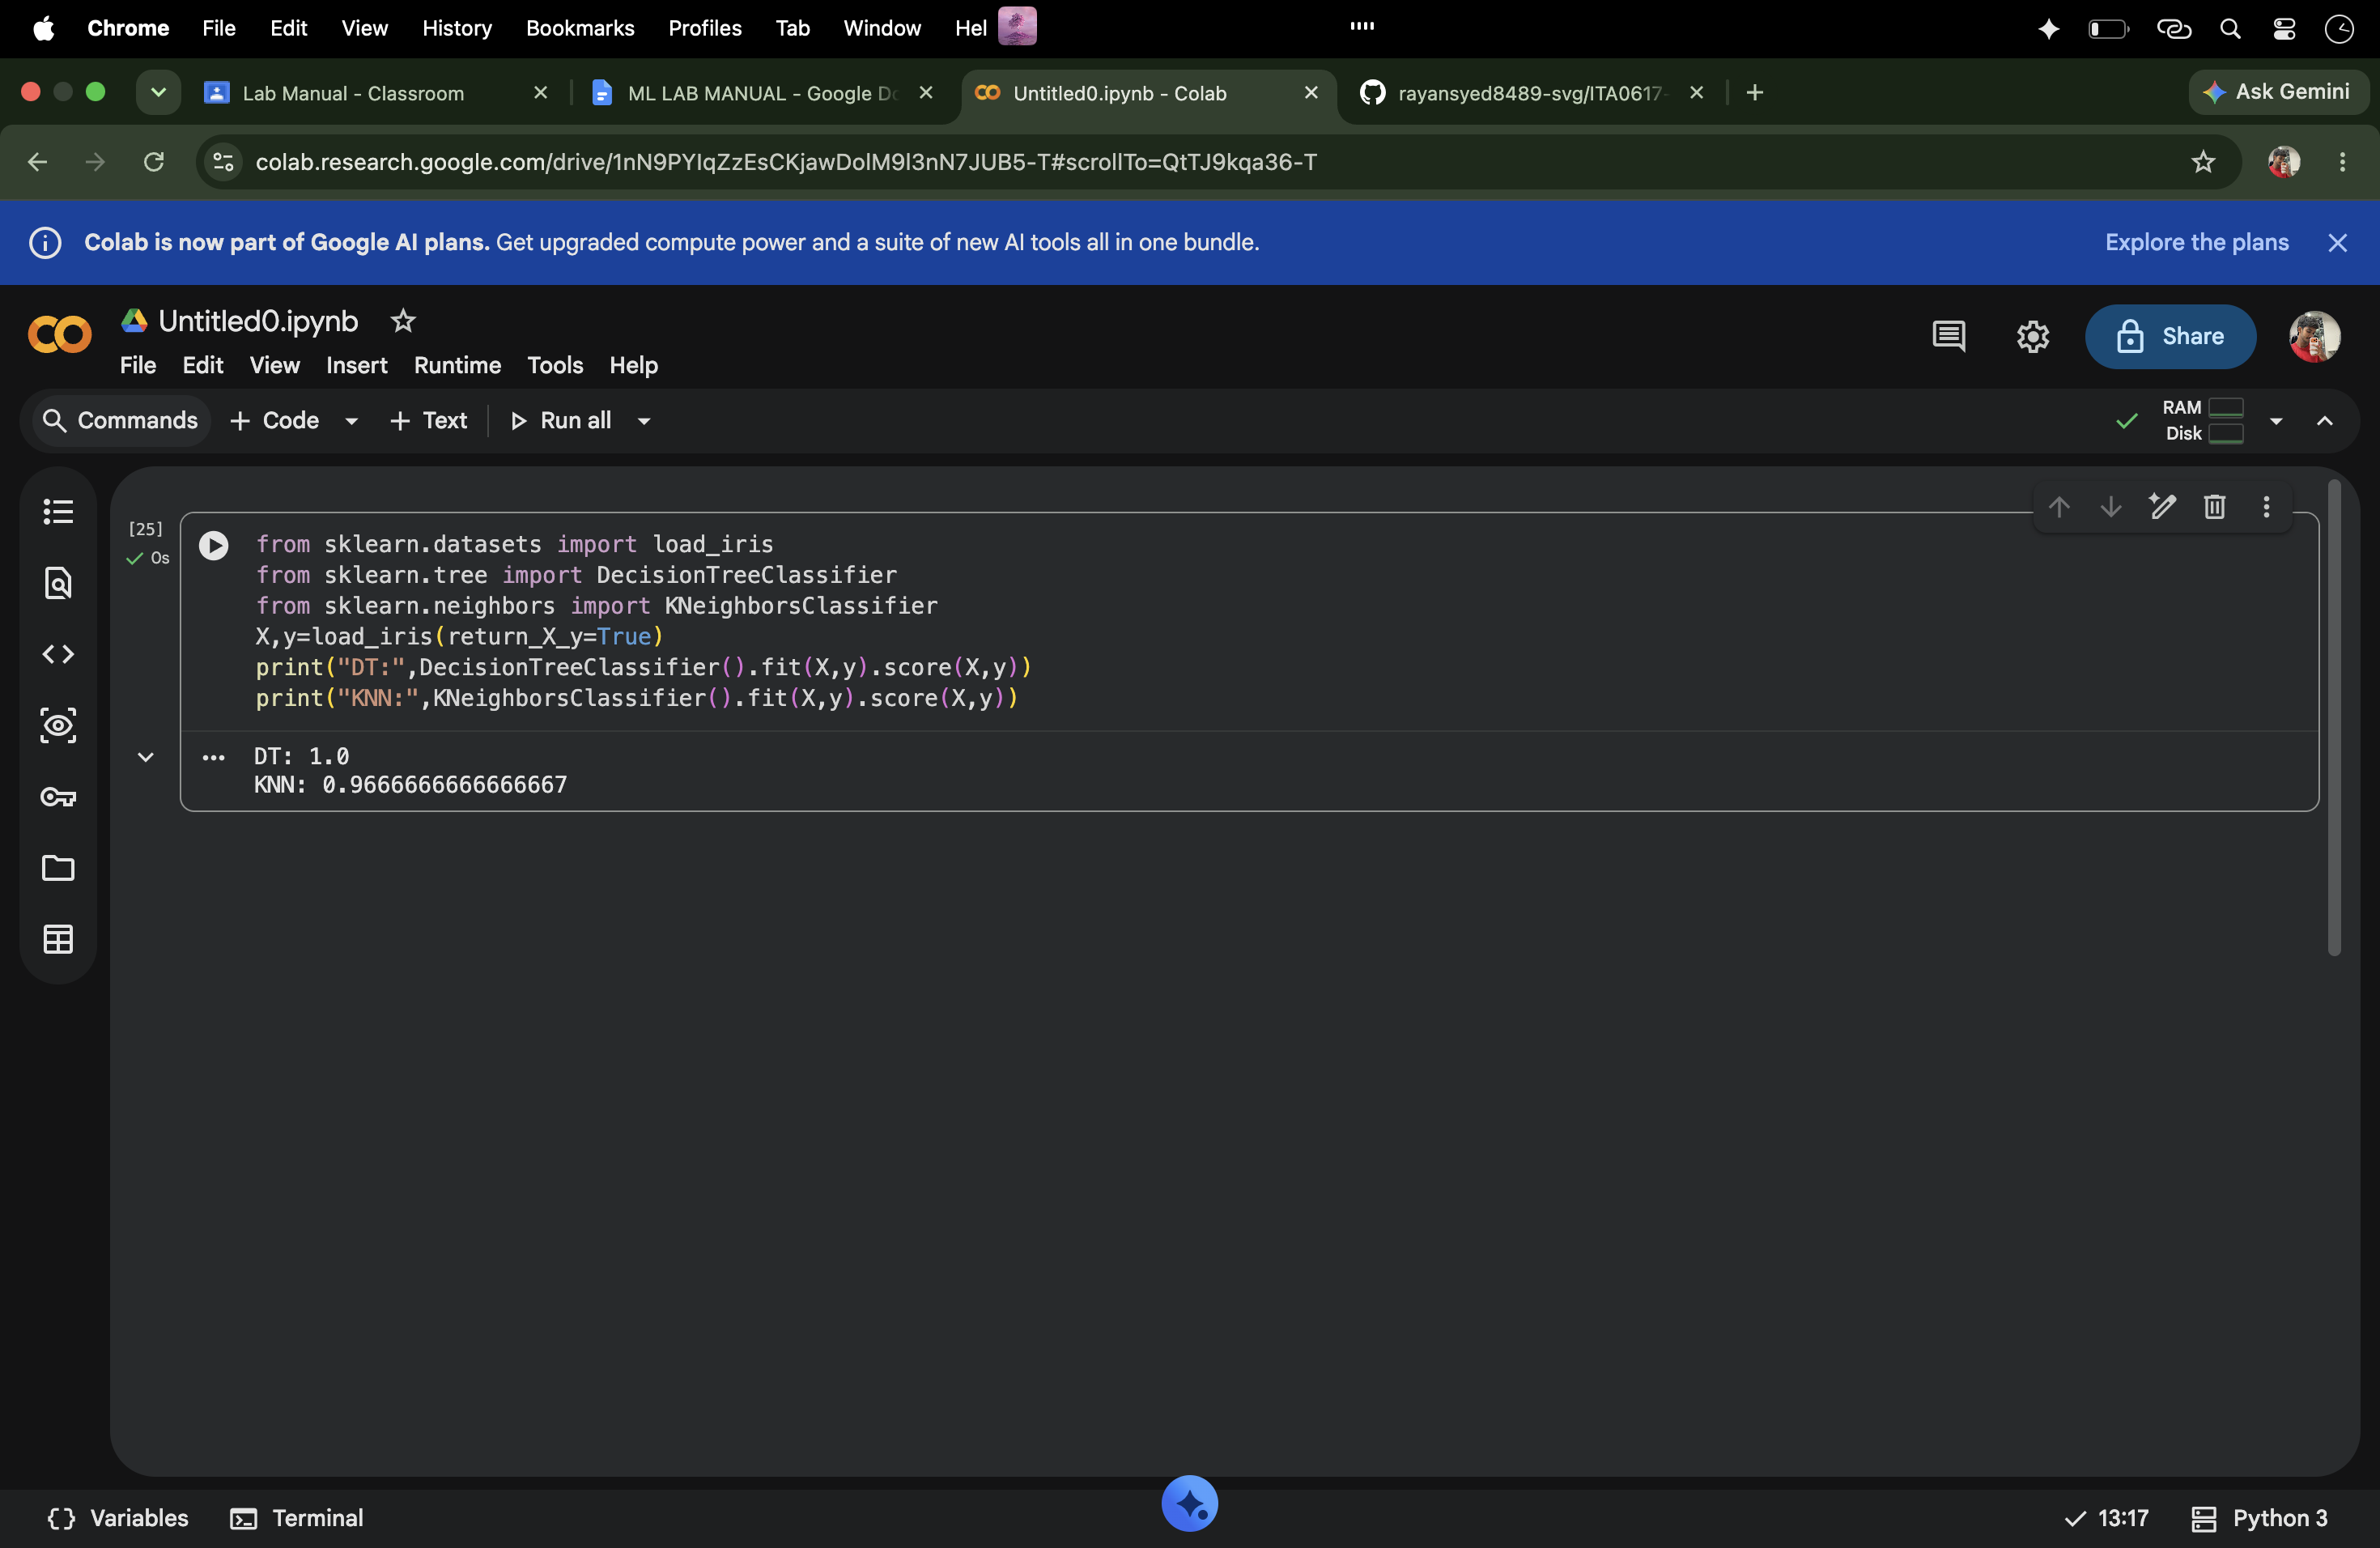 Chrome File Edit View History Bookmarks Profiles Tab Window Hel
Lab Manual - Classroom
ML LAB MANUAL - Google Do
Untitled0.ipynb - Colab
rayansyed8489-svg/ITA0617-
Ask Gemini
colab.research.google.com/drive/1nN9PYIqZzEsCKjawDolM9l3nN7JUB5-T#scrollTo=QtTJ9kqa36-T
Colab is now part of Google AI plans. Get upgraded compute power and a suite of new AI tools all in one bundle.
Explore the plans
Untitled0.ipynb
Share
File Edit View Insert Runtime Tools Help
Commands + Code + Text Run all
RAM
Disk
[25]
0s
from sklearn.datasets import load_iris
from sklearn.tree import DecisionTreeClassifier
from sklearn.neighbors import KNeighborsClassifier
X,y=load_iris(return_X_y=True)
print("DT:",DecisionTreeClassifier().fit(X,y).score(X,y))
print("KNN:",KNeighborsClassifier().fit(X,y).score(X,y))
DT: 1.0
KNN: 0.9666666666666667
Variables
Terminal
13:17
Python 3